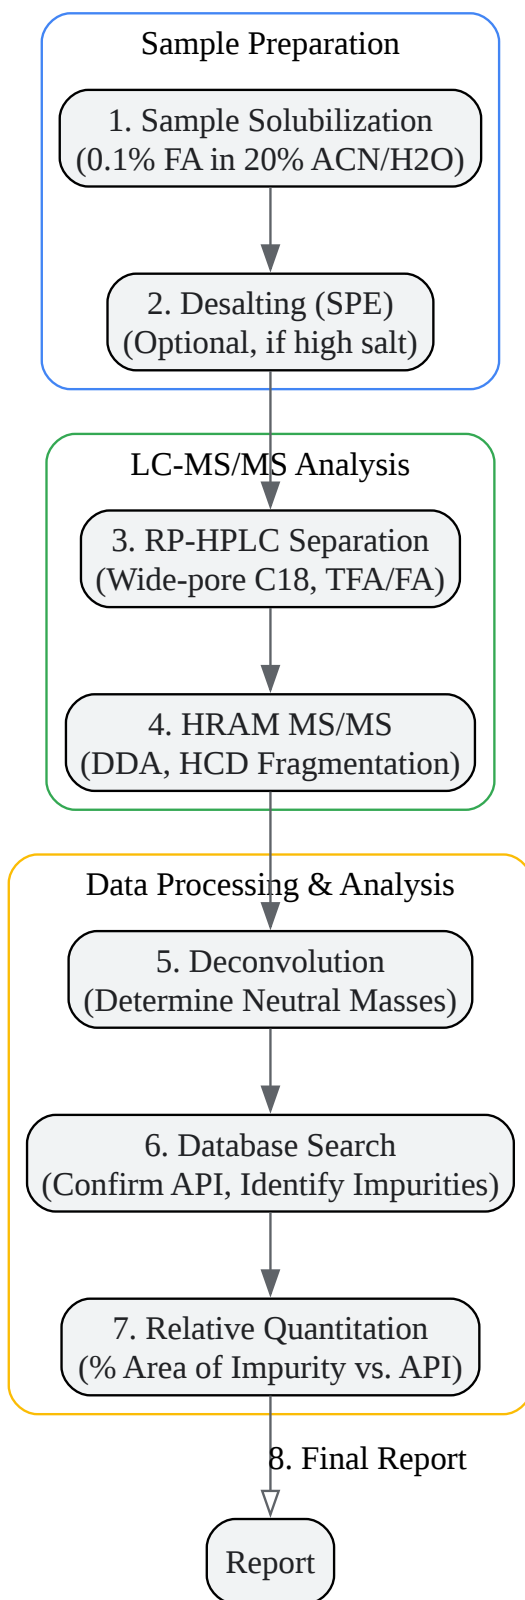 Sample Preparation
1. Sample Solubilization
(0.1% FA in 20% ACN/H2O)
2. Desalting (SPE)
(Optional, if high salt)
LC-MS/MS Analysis
3. RP-HPLC Separation
(Wide-pore C18, TFA/FA)
4. HRAM MS/MS
(DDA, HCD Fragmentation)
Data Processing & Analysis
5. Deconvolution
(Determine Neutral Masses)
6. Database Search
(Confirm API, Identify Impurities)
7. Relative Quantitation
(% Area of Impurity vs. API)
8. Final Report
Report